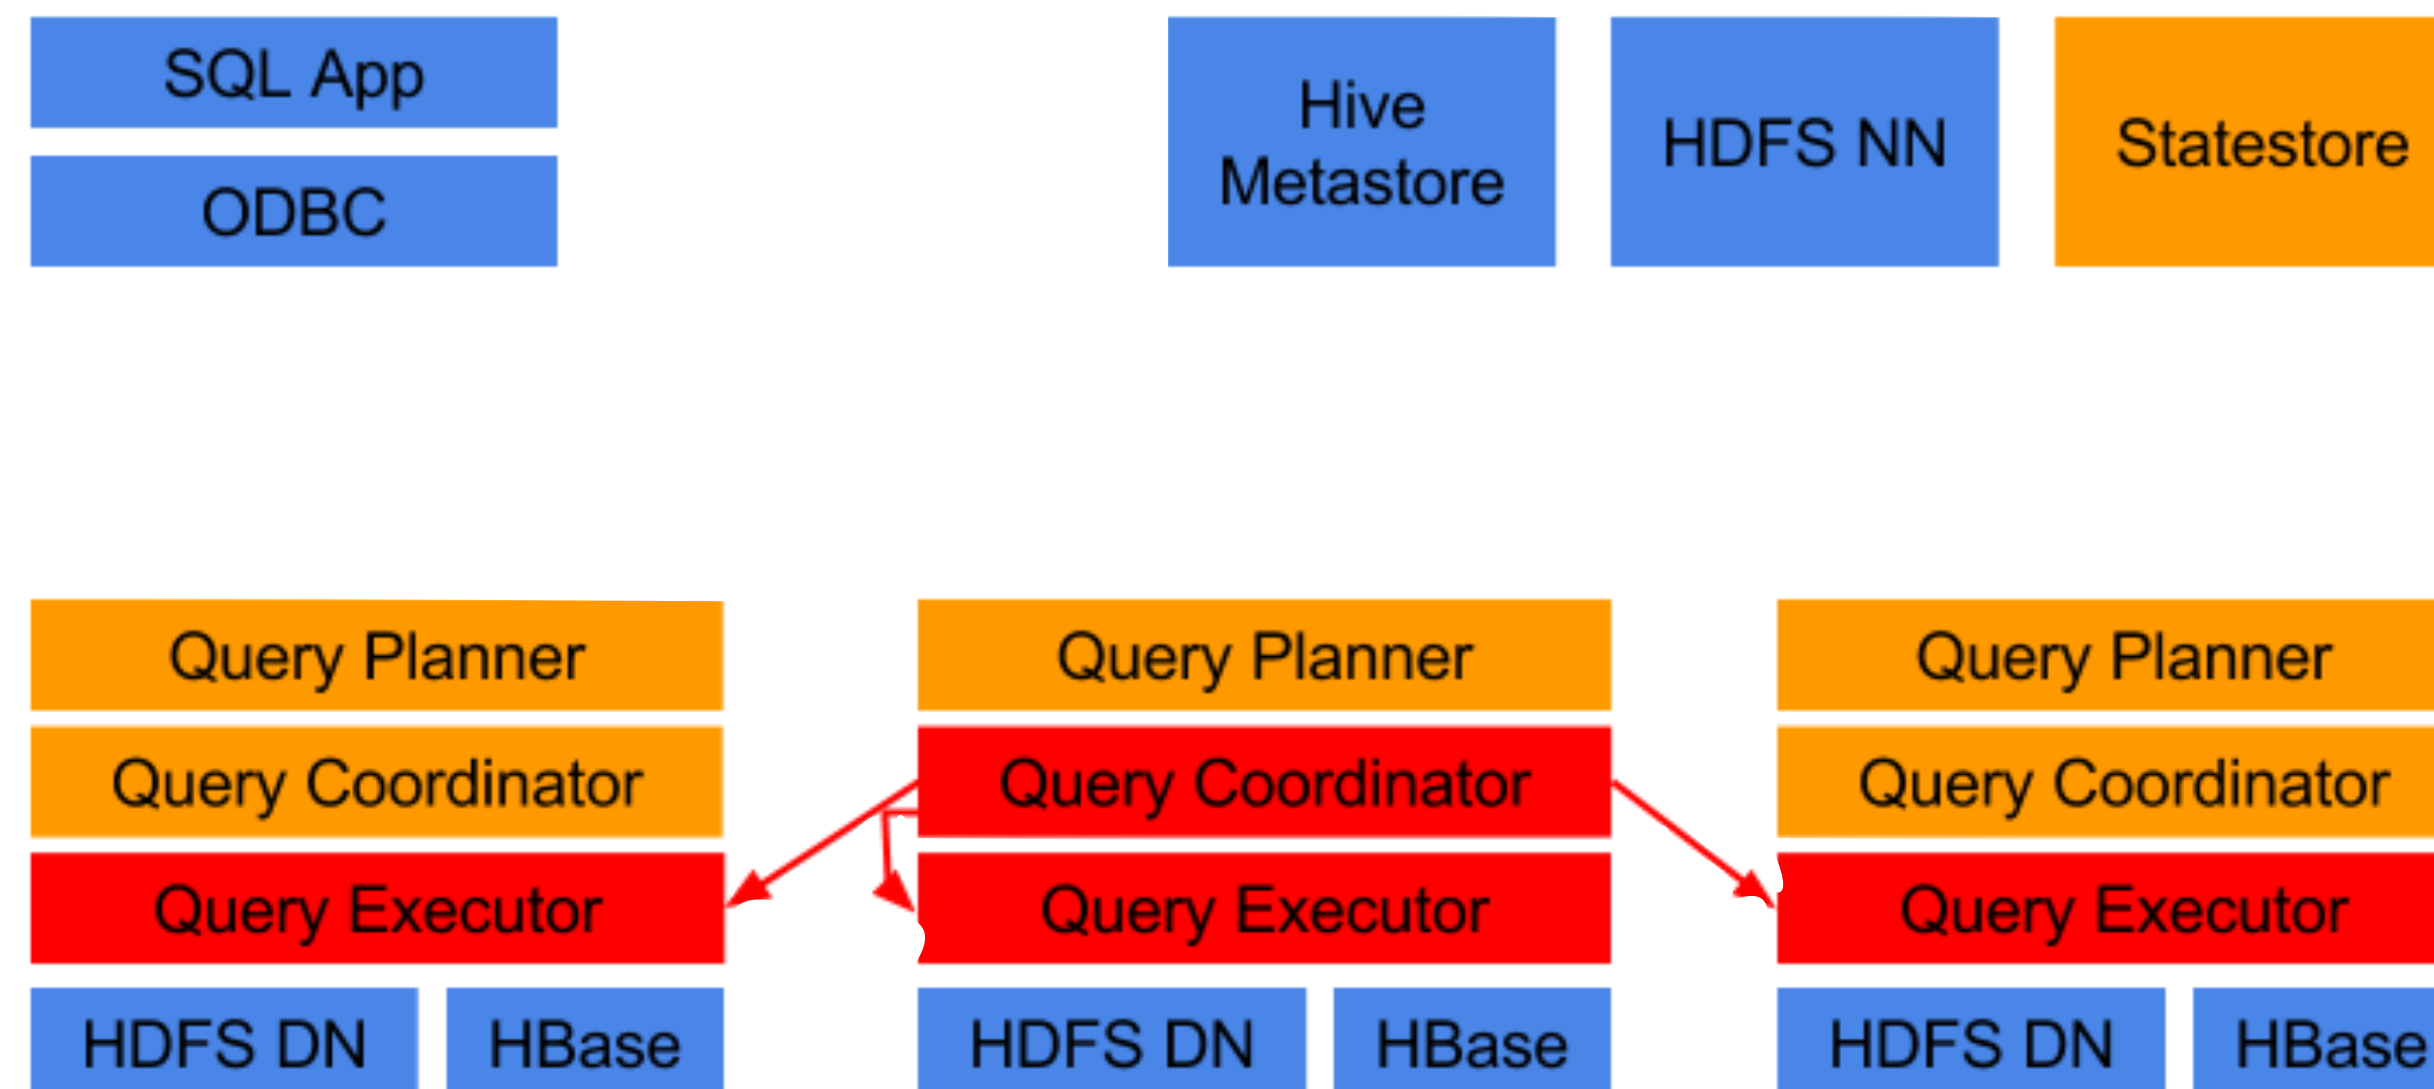 SQL App
ODBC
Hive
Metastore
HDFS NN
Statestore
Query Planner
Query Coordinator
Query Executor
HDFS DN
HBase
Query Planner
Query Coordinator
Query Executor
HDFS DN
HBase
Query Planner
Query Coordinator
Query Executor
HDFS DN
HBase